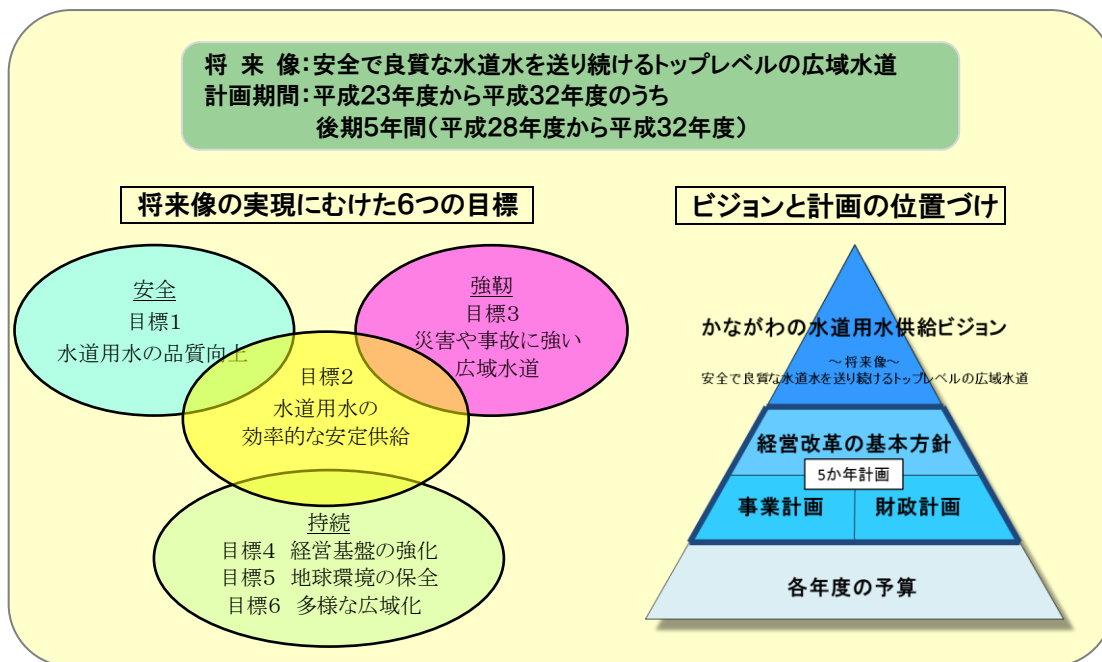 将 来 像：安全で良質な水道水を送り続けるトップレベルの広域水道
計画期間：平成23年度から平成32年度のうち
後期5年間（平成28年度から平成32年度）
将来像の実現にむけた6つの目標
安全
目標1
水道用水の品質向上
強靭
目標3
災害や事故に強い
広域水道
目標2
水道用水の
効率的な安定供給
持続
目標4 経営基盤の強化
目標5 地球環境の保全
目標6 多様な広域化
ビジョンと計画の位置づけ
かながわの水道用水供給ビジョン
～将来像～
安全で良質な水道水を送り続けるトップレベルの広域水道
経営改革の基本方針
5か年計画
事業計画 財政計画
各年度の予算